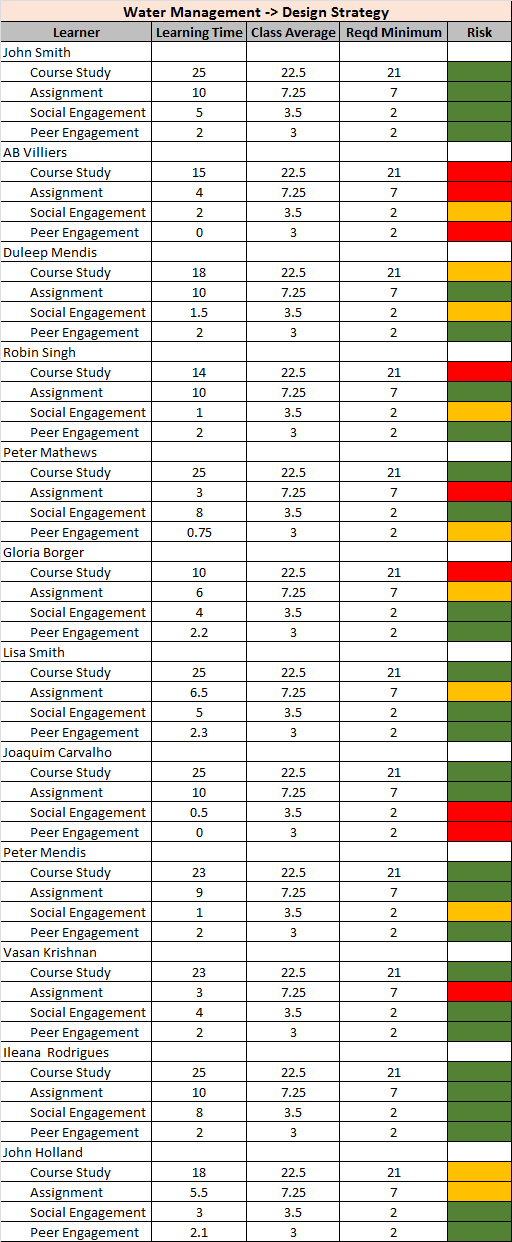 Water Management -> Design Strategy
Learner Learning Time Class Average Reqd Minimum Risk
John Smith
Course Study 25 22.5 21
Assignment 10 7.25 7
Social Engagement 5 3.5 2
Peer Engagement 2 3 2
AB Villiers
Course Study 15 22.5 21
Assignment 4 7.25 7
Social Engagement 2 3.5 2
Peer Engagement 0 3 2
Duleep Mendis
Course Study 18 22.5 21
Assignment 10 7.25 7
Social Engagement 1.5 3.5 2
Peer Engagement 2 3 2
Robin Singh
Course Study 14 22.5 21
Assignment 10 7.25 7
Social Engagement 1 3.5 2
Peer Engagement 2 3 2
Peter Mathews
Course Study 25 22.5 21
Assignment 3 7.25 7
Social Engagement 8 3.5 2
Peer Engagement 0.75 3 2
Gloria Borger
Course Study 10 22.5 21
Assignment 6 7.25 7
Social Engagement 4 3.5 2
Peer Engagement 2.2 3 2
Lisa Smith
Course Study 25 22.5 21
Assignment 6.5 7.25 7
Social Engagement 5 3.5 2
Peer Engagement 2.3 3 2
Joaquim Carvalho
Course Study 25 22.5 21
Assignment 10 7.25 7
Social Engagement 0.5 3.5 2
Peer Engagement 0 3 2
Peter Mendis
Course Study 23 22.5 21
Assignment 9 7.25 7
Social Engagement 1 3.5 2
Peer Engagement 2 3 2
Vasan Krishnan
Course Study 23 22.5 21
Assignment 3 7.25 7
Social Engagement 4 3.5 2
Peer Engagement 2 3 2
Ileana Rodrigues
Course Study 25 22.5 21
Assignment 10 7.25 7
Social Engagement 8 3.5 2
Peer Engagement 2 3 2
John Holland
Course Study 18 22.5 21
Assignment 5.5 7.25 7
Social Engagement 3 3.5 2
Peer Engagement 2.1 3 2